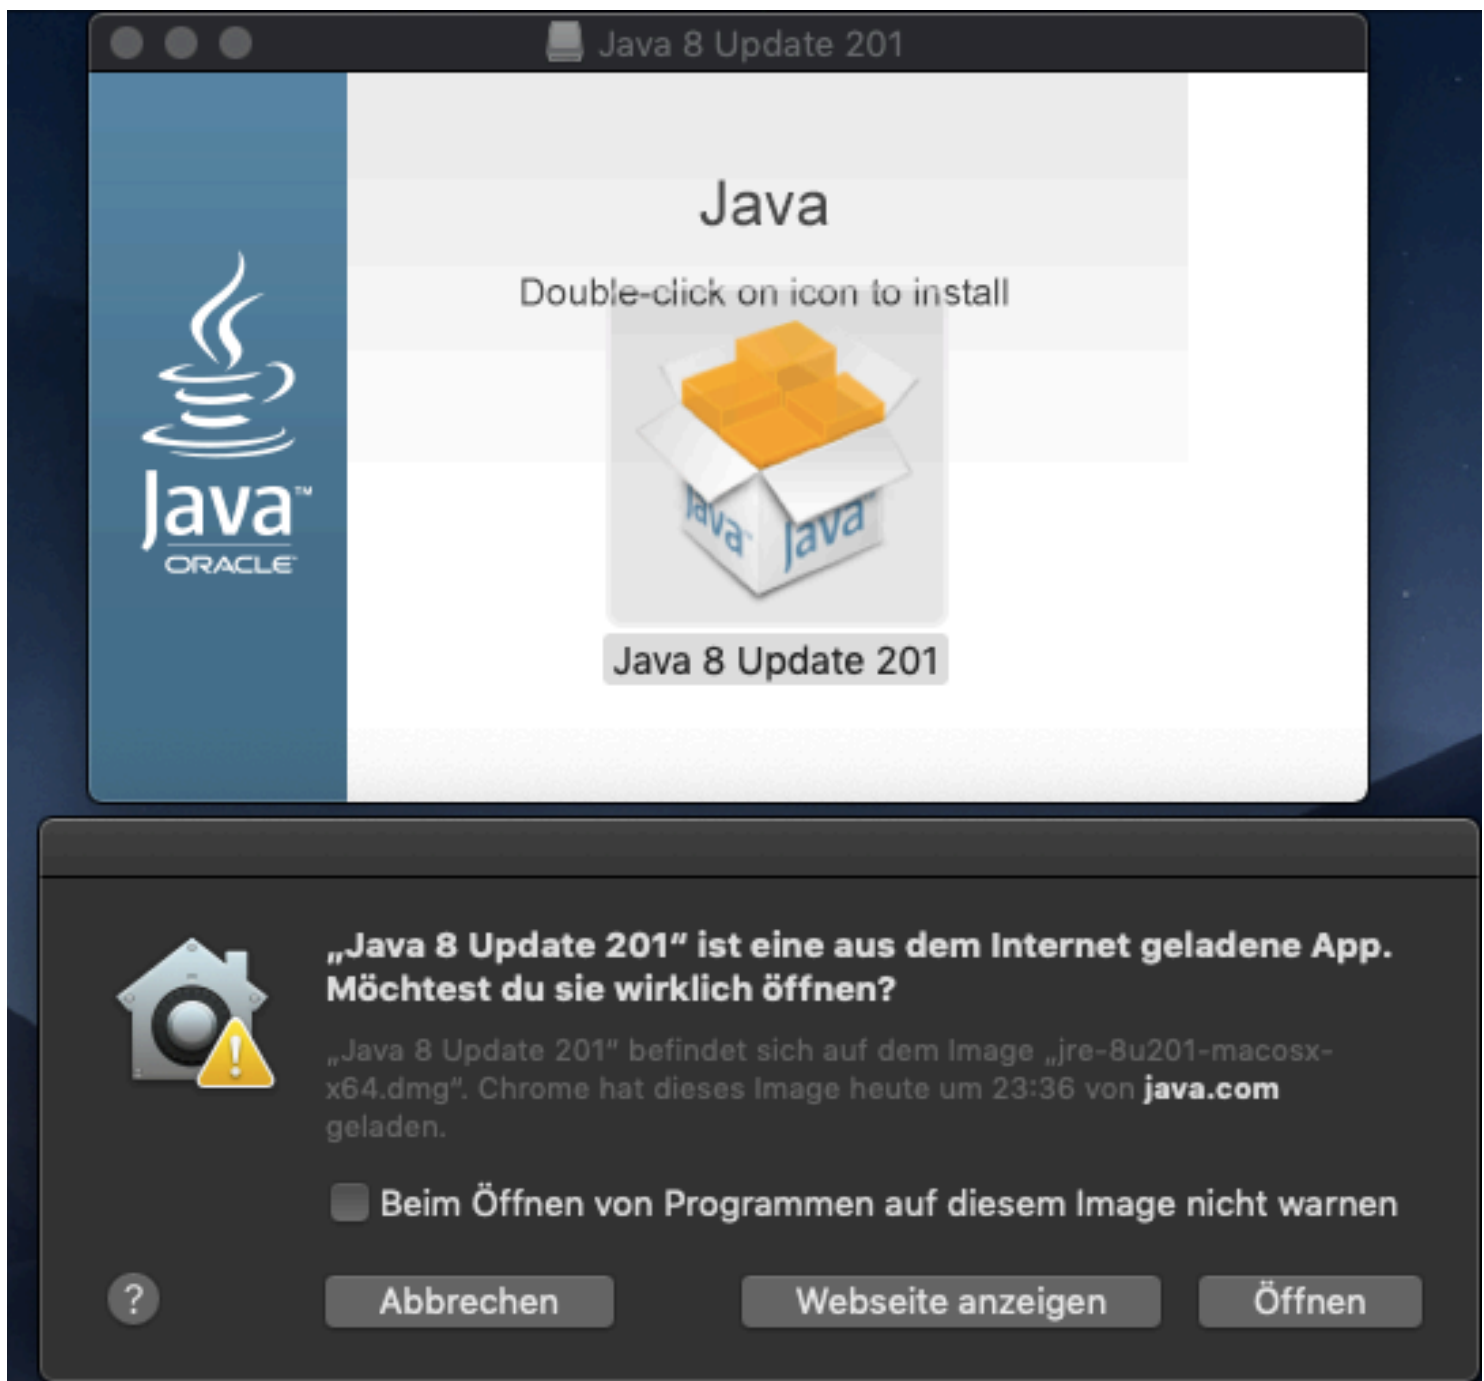 Java 8 Update 201
Java
Double-click on icon to install
Java™
ORACLE
Java
Java
Java 8 Update 201
„Java 8 Update 201“ ist eine aus dem Internet geladene App.
Möchtest du sie wirklich öffnen?
„Java 8 Update 201“ befindet sich auf dem Image „jre-8u201-macosx-
x64.dmg“. Chrome hat dieses Image heute um 23:36 von java.com
geladen.
Beim Öffnen von Programmen auf diesem Image nicht warnen
?
Abbrechen
Webseite anzeigen
Öffnen